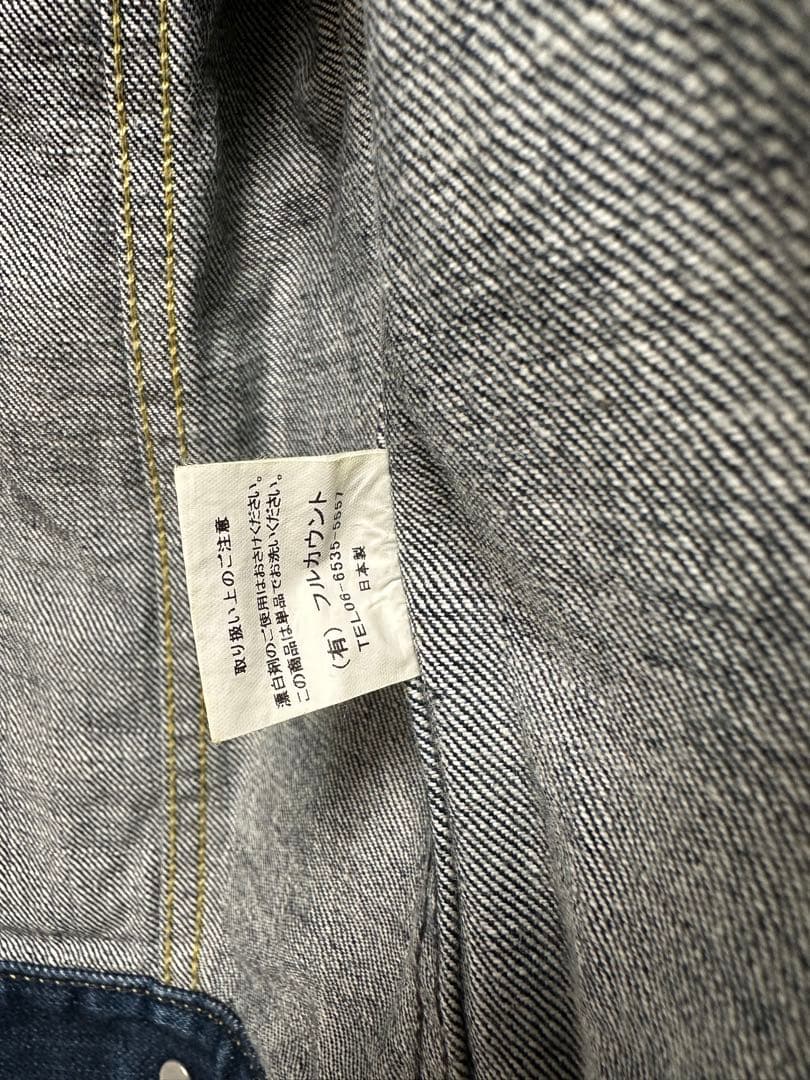 取り扱い上のご注意
漂白剤のご使用はおさけください。
この商品は単品でお洗いください。
(有) フルカウント
TEL06-6535-5557
日本製